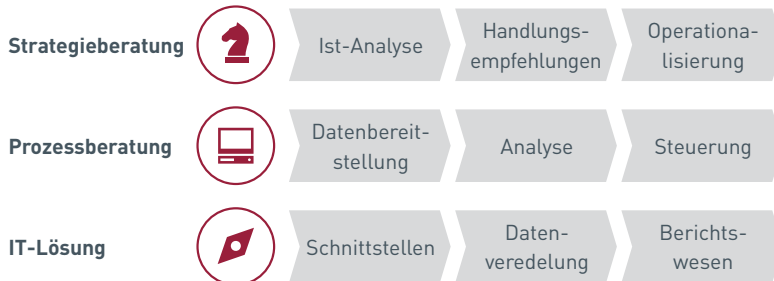 Strategieberatung
Ist-Analyse
Handlungs-
empfehlungen
Operationa-
lisierung
Prozessberatung
Datenbereit-
stellung
Analyse
Steuerung
IT-Lösung
Schnittstellen
Daten-
veredelung
Berichts-
wesen